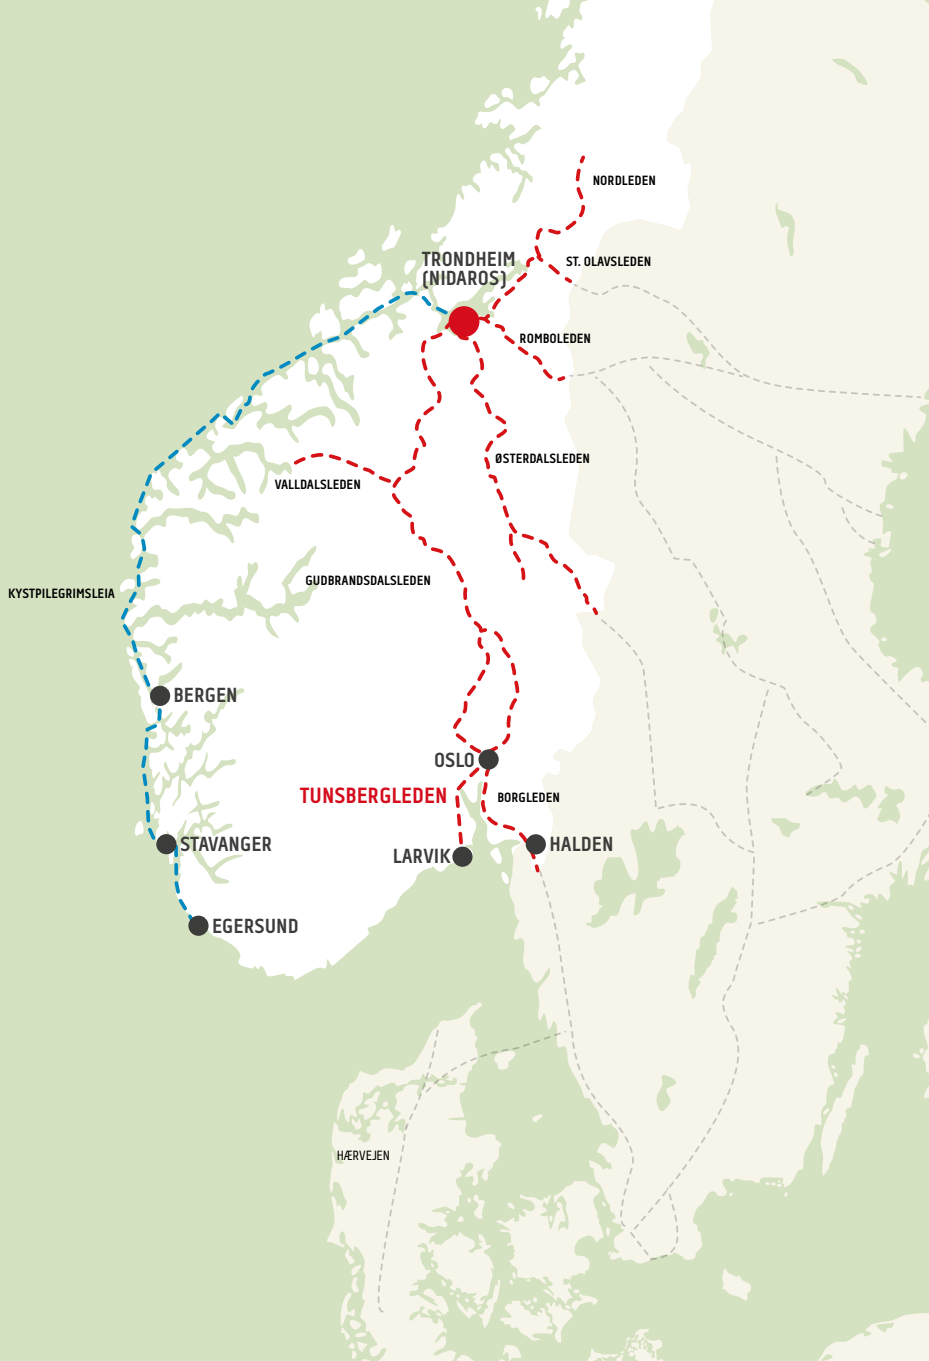 NORDLEDEN
TRONDHEIM
(NIDAROS)
ST. OLAVSLEDEN
ROMBOLEDEN
ØSTERDALSLEDEN
VALLDALSLEDEN
GUDBRANDSDALSLEDEN
KYSTPILEGRIMSLEIA
BERGEN
OSLO
TUNSBERGLEDEN
BORGLEDEN
STAVANGER
HALDEN
LARVIK
EGERSUND
HÆRVEJEN